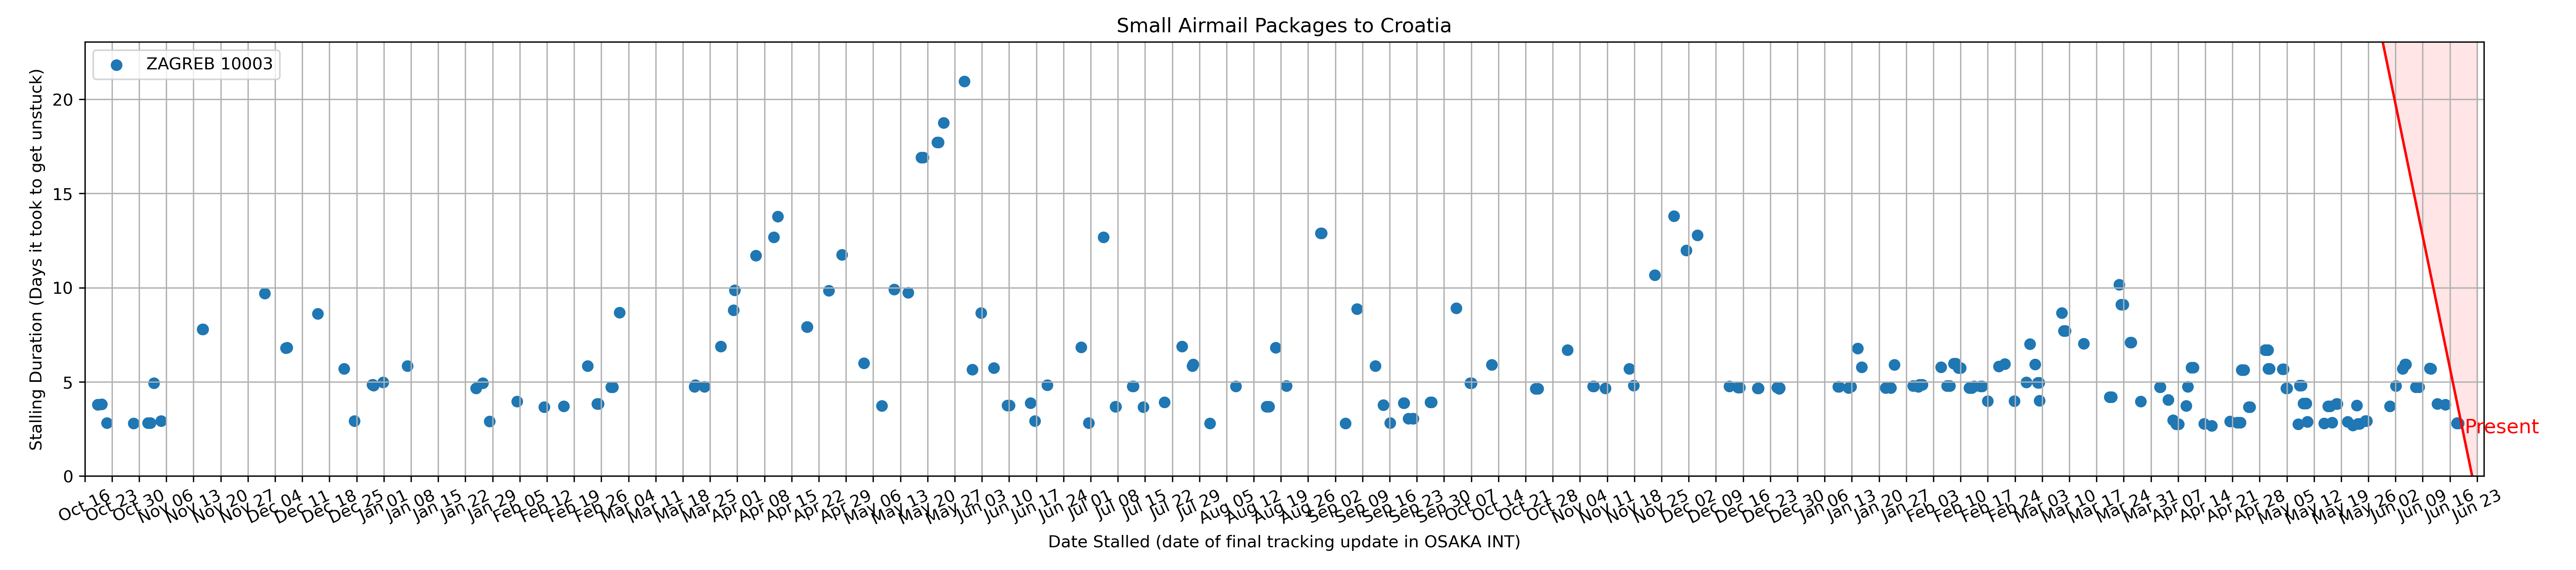 Small Airmail Packages to Croatia
ZAGREB 10003
Stalling Duration (Days it took to get unstuck)
20
15
10
5
0
Present
Oct 16
Oct 23
Oct 30
Nov 06
Nov 13
Nov 20
Nov 27
Dec 04
Dec 11
Dec 18
Dec 25
Jan 01
Jan 08
Jan 15
Jan 22
Jan 29
Feb 05
Feb 12
Feb 19
Feb 26
Mar 04
Mar 11
Mar 18
Mar 25
Apr 01
Apr 08
Apr 15
Apr 22
Apr 29
May 06
May 13
May 20
May 27
Jun 03
Jun 10
Jun 17
Jun 24
Jul 01
Jul 08
Jul 15
Jul 22
Jul 29
Aug 05
Aug 12
Aug 19
Aug 26
Sep 02
Sep 09
Sep 16
Sep 23
Sep 30
Oct 07
Oct 14
Oct 21
Oct 28
Nov 04
Nov 11
Nov 18
Nov 25
Dec 02
Dec 09
Dec 16
Dec 23
Dec 30
Jan 06
Jan 13
Jan 20
Jan 27
Feb 03
Feb 10
Feb 17
Feb 24
Mar 03
Mar 10
Mar 17
Mar 24
Mar 31
Apr 07
Apr 14
Apr 21
Apr 28
May 05
May 12
May 19
May 26
Jun 02
Jun 09
Jun 16
Jun 23
Date Stalled (date of final tracking update in OSAKA INT)